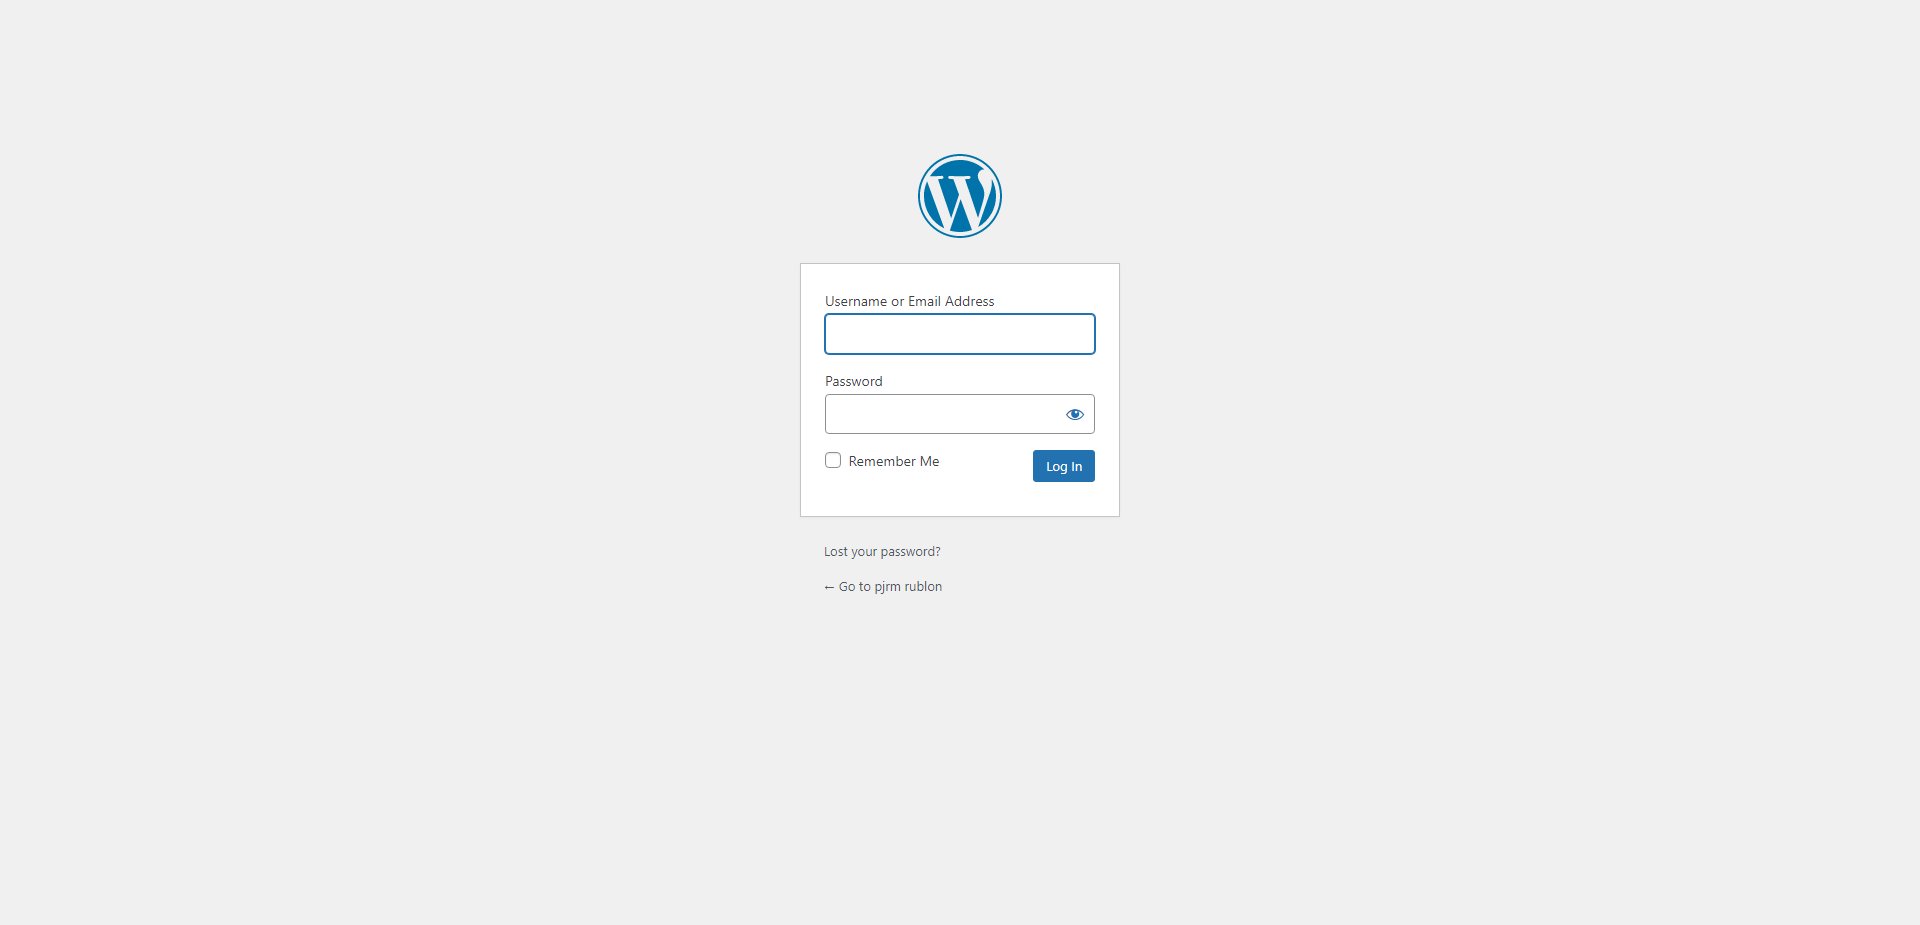 Username or Email Address
Password
Remember Me
Log In
Lost your password?
← Go to pjrm rublon